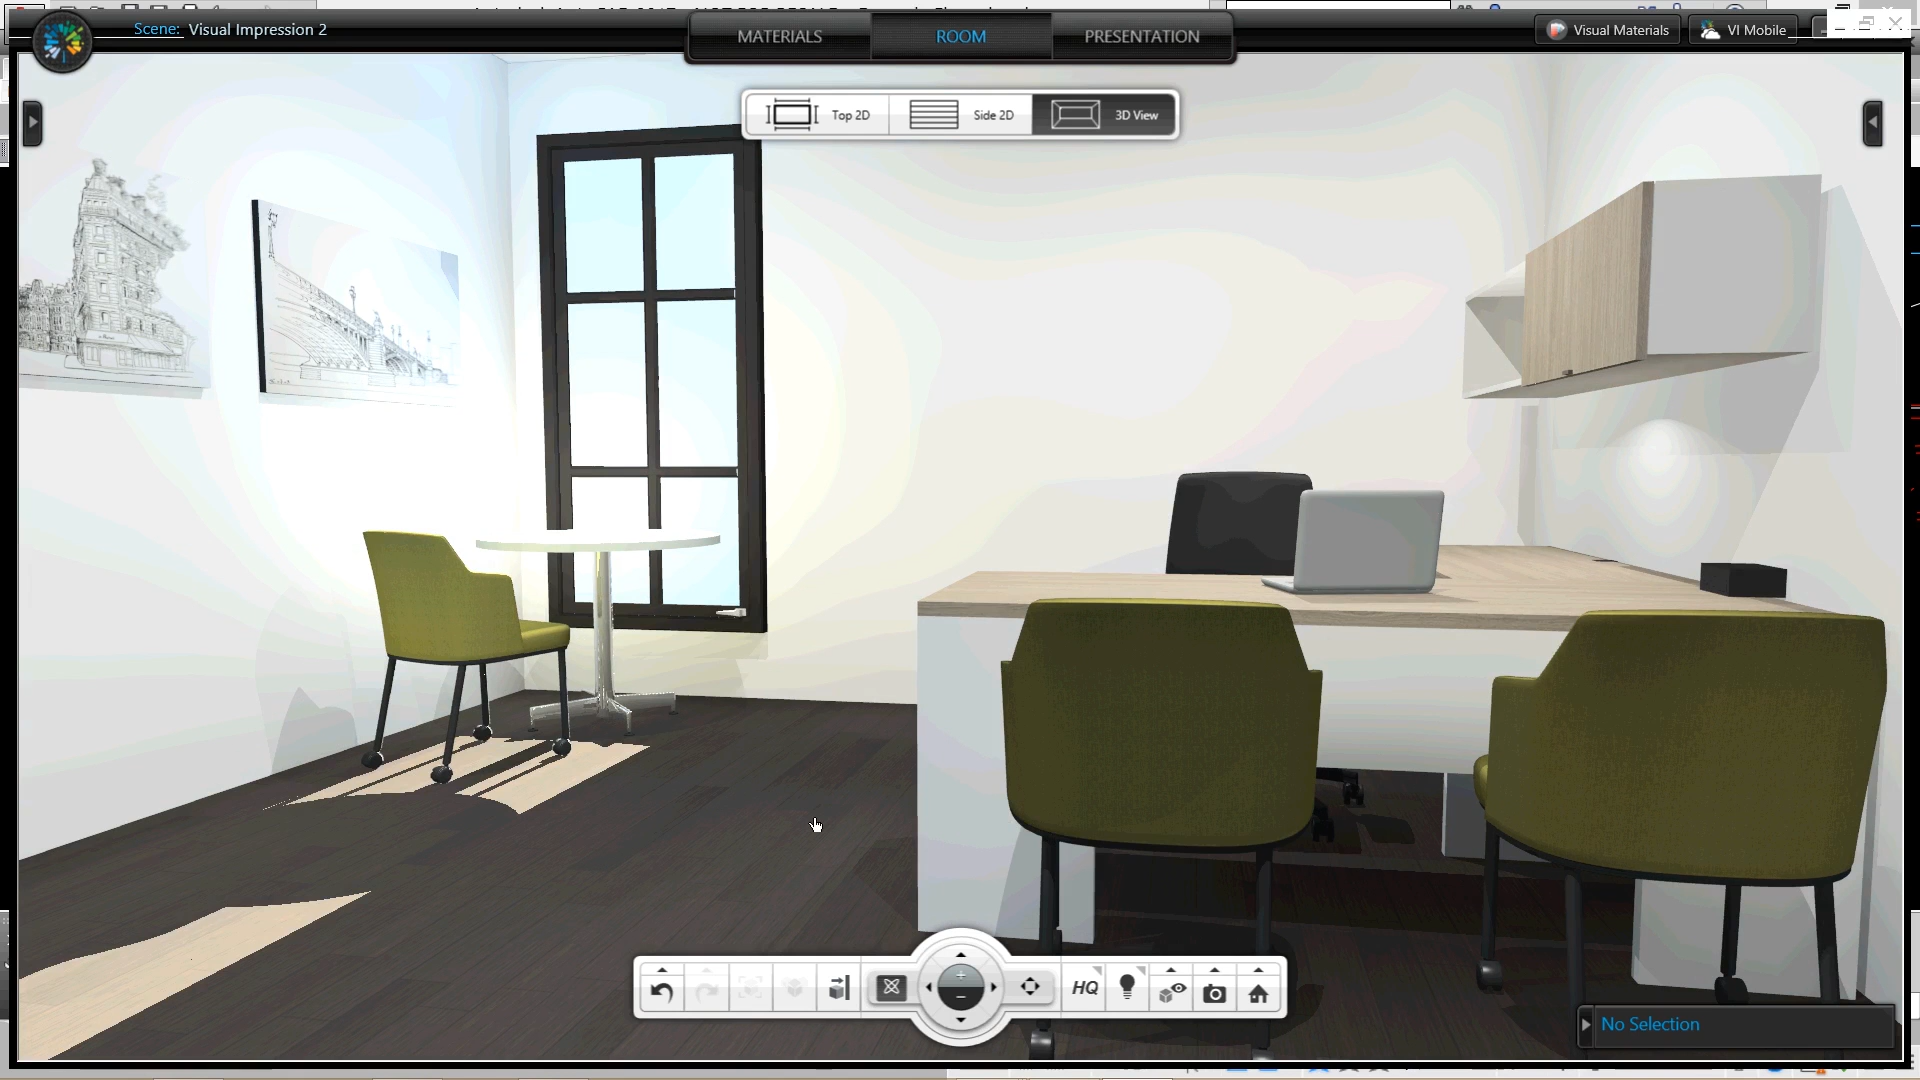 Scene: Visual Impression 2
MATERIALS
ROOM
PRESENTATION
Visual Materials
VI Mobile
Top 2D
Side 2D
3D View
HQ
No Selection